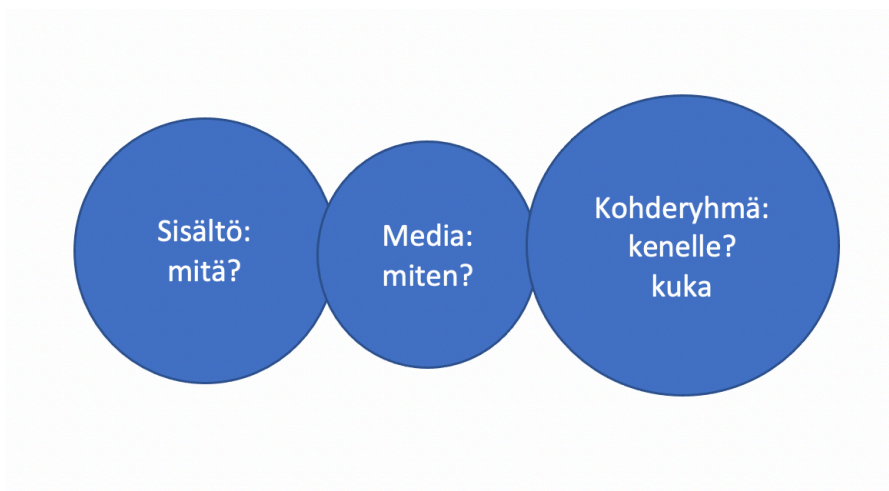 Sisältö:
mitä?
Media:
miten?
Kohderyhmä:
kenelle?
kuka